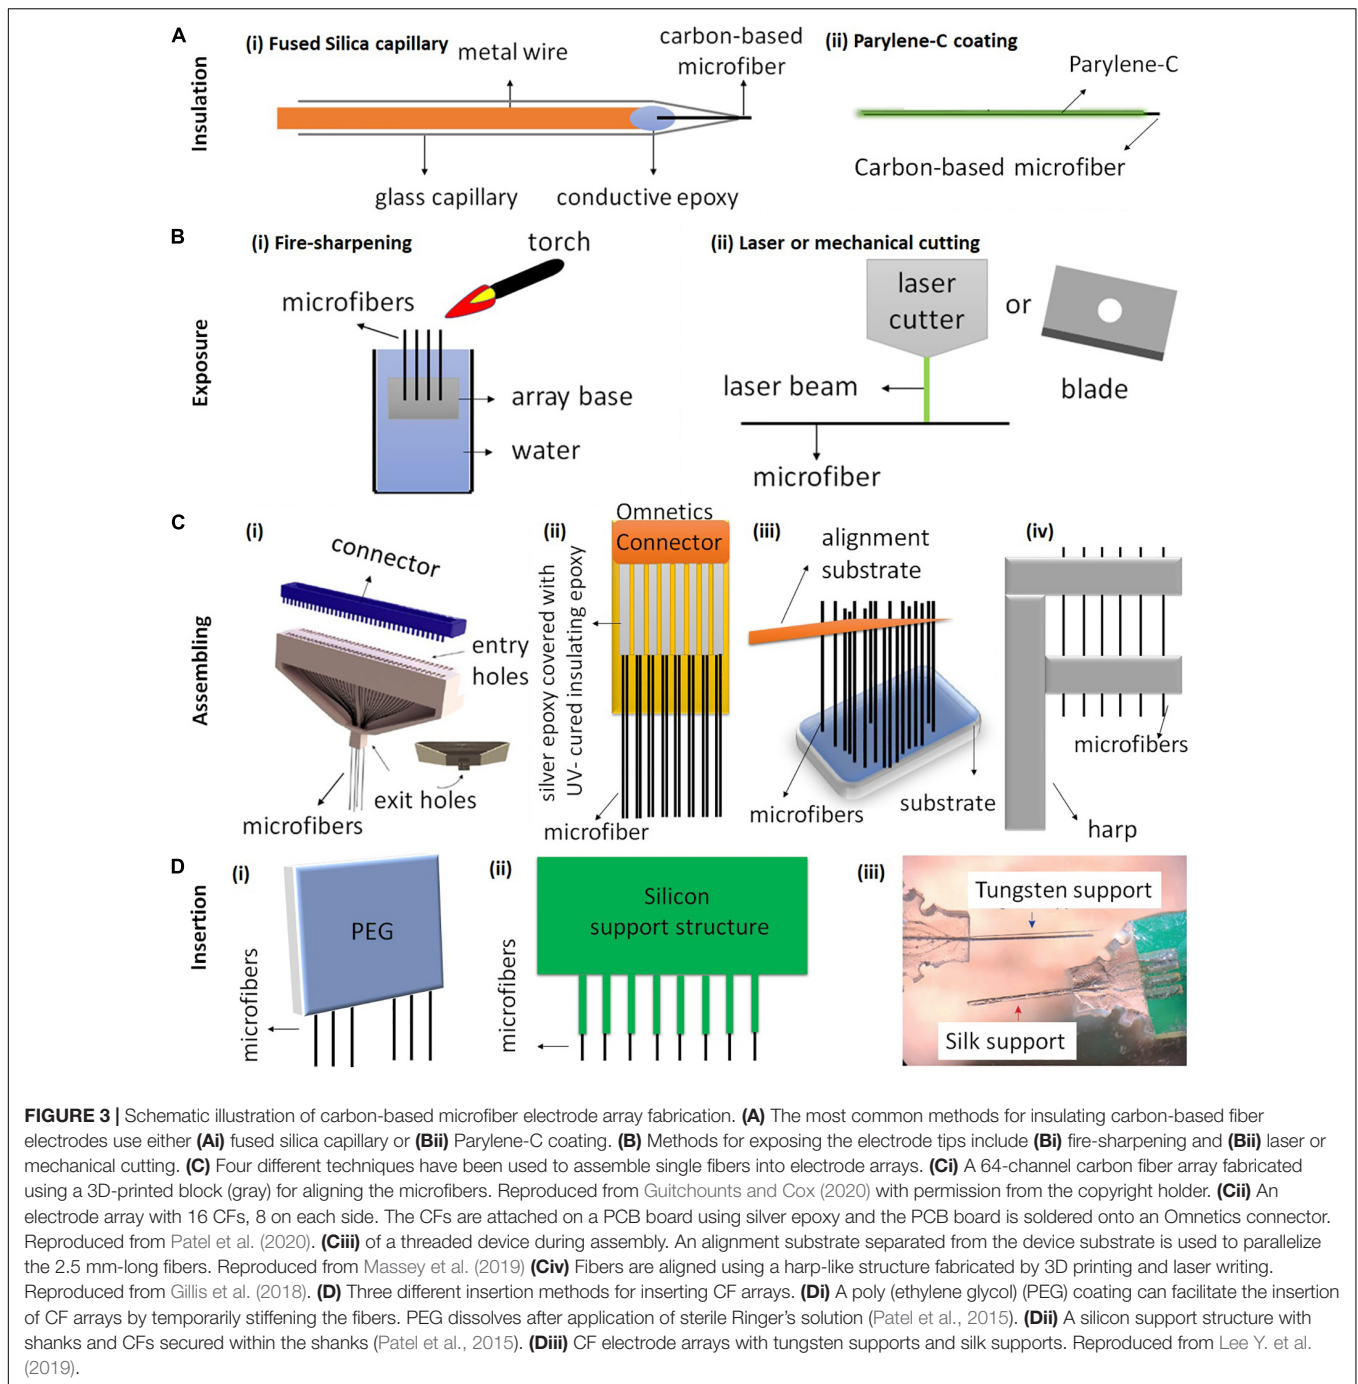 A
Insulation
(i) Fused Silica capillary
metal wire
carbon-based
microfiber
glass capillary
conductive epoxy
(ii) Parylene-C coating
Parylene-C
Carbon-based microfiber
B
Exposure
(i) Fire-sharpening
torch
microfibers
array base
water
(ii) Laser or mechanical cutting
laser
cutter
or
laser beam
blade
microfiber
C
Assembling
(i)
connector
entry
holes
exit holes
microfibers
(ii)
Omnetics
Connector
silver epoxy covered with
UV- cured insulating epoxy
microfiber
(iii)
alignment
substrate
microfibers
substrate
(iv)
microfibers
harp
D
Insertion
(i)
PEG
microfibers
(ii)
Silicon
support structure
microfibers
(iii)
Tungsten support
Silk support
FIGURE 3 | Schematic illustration of carbon-based microfiber electrode array fabrication. (A) The most common methods for insulating carbon-based fiber
electrodes use either (Ai) fused silica capillary or (Bii) Parylene-C coating. (B) Methods for exposing the electrode tips include (Bi) fire-sharpening and (Bii) laser or
mechanical cutting. (C) Four different techniques have been used to assemble single fibers into electrode arrays. (Ci) A 64-channel carbon fiber array fabricated
using a 3D-printed block (gray) for aligning the microfibers. Reproduced from Guitchounts and Cox (2020) with permission from the copyright holder. (Cii) An
electrode array with 16 CFs, 8 on each side. The CFs are attached on a PCB board using silver epoxy and the PCB board is soldered onto an Omnetics connector.
Reproduced from Patel et al. (2020). (Ciii) of a threaded device during assembly. An alignment substrate separated from the device substrate is used to parallelize
the 2.5 mm-long fibers. Reproduced from Massey et al. (2019) (Civ) Fibers are aligned using a harp-like structure fabricated by 3D printing and laser writing.
Reproduced from Gillis et al. (2018). (D) Three different insertion methods for inserting CF arrays. (Di) A poly (ethylene glycol) (PEG) coating can facilitate the insertion
of CF arrays by temporarily stiffening the fibers. PEG dissolves after application of sterile Ringer's solution (Patel et al., 2015). (Dii) A silicon support structure with
shanks and CFs secured within the shanks (Patel et al., 2015). (Diii) CF electrode arrays with tungsten supports and silk supports. Reproduced from Lee Y. et al.
(2019).